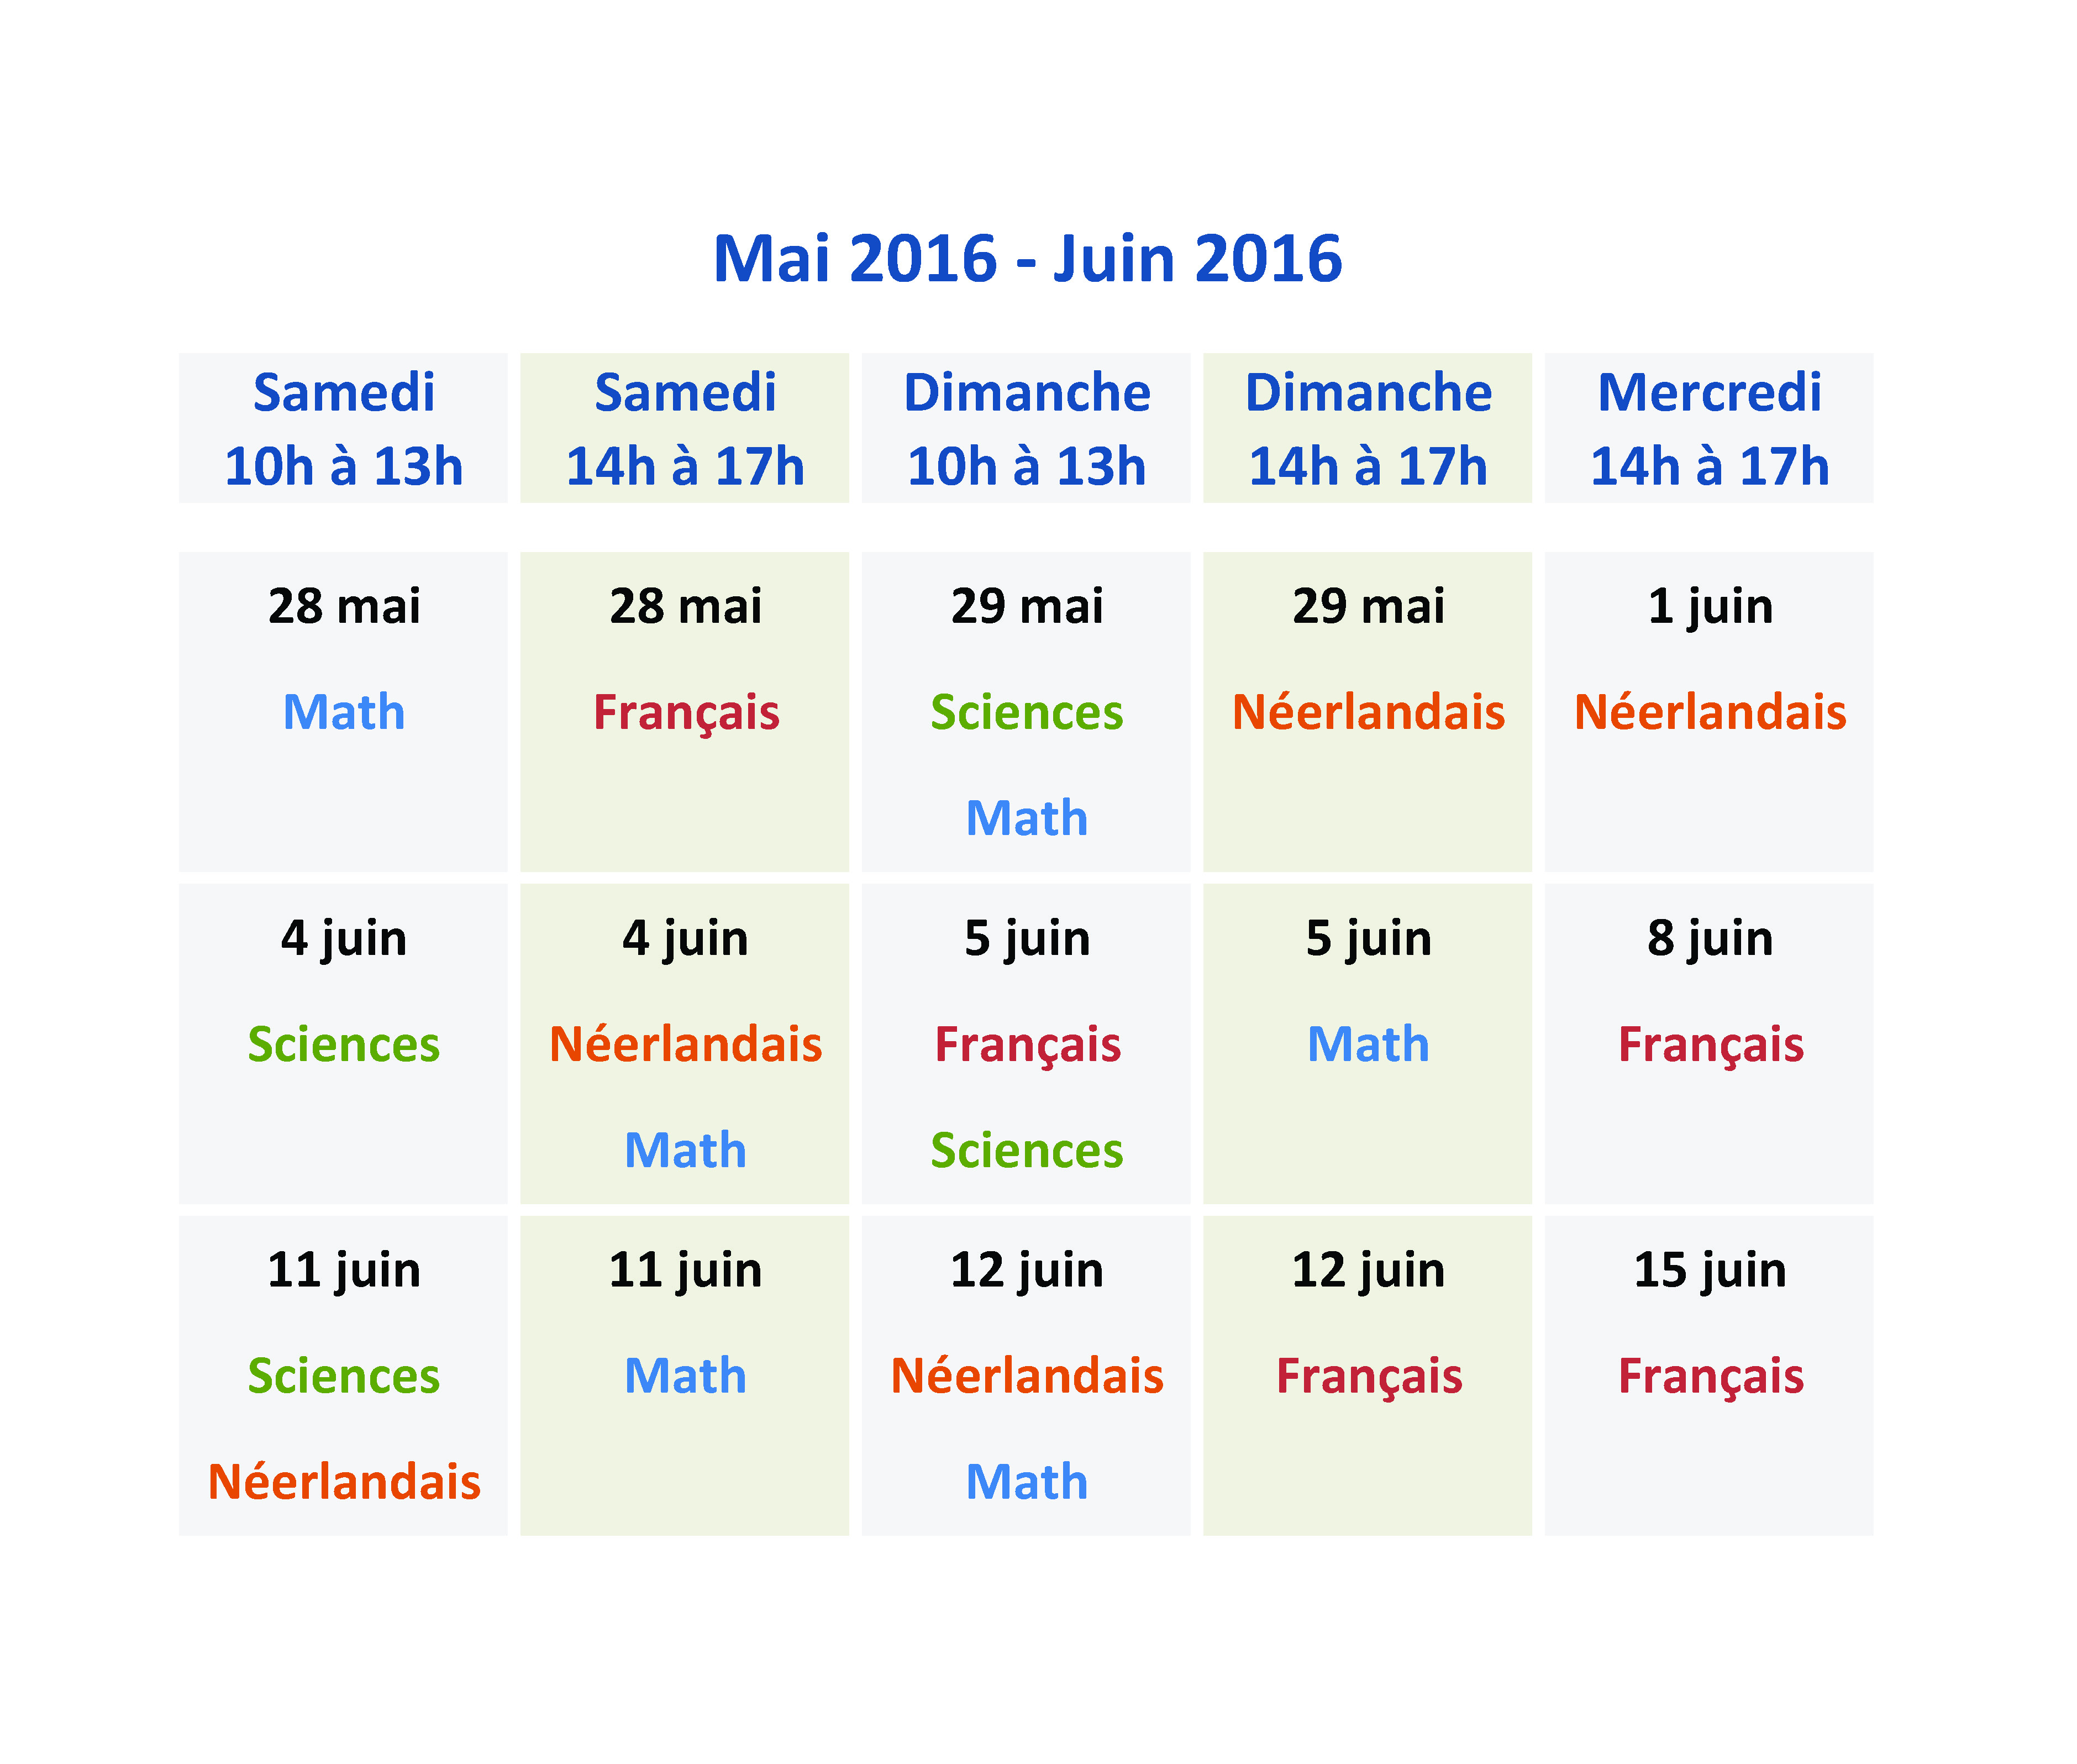 Mai 2016 - Juin 2016
Samedi
10h à 13h
Samedi
14h à 17h
Dimanche
10h à 13h
Dimanche
14h à 17h
Mercredi
14h à 17h
28 mai
Math
28 mai
Français
29 mai
Sciences
Math
29 mai
Néerlandais
1 juin
Néerlandais
4 juin
Sciences
4 juin
Néerlandais
Math
5 juin
Français
Sciences
5 juin
Math
8 juin
Français
11 juin
Sciences
Néerlandais
11 juin
Math
12 juin
Néerlandais
Math
12 juin
Français
15 juin
Français